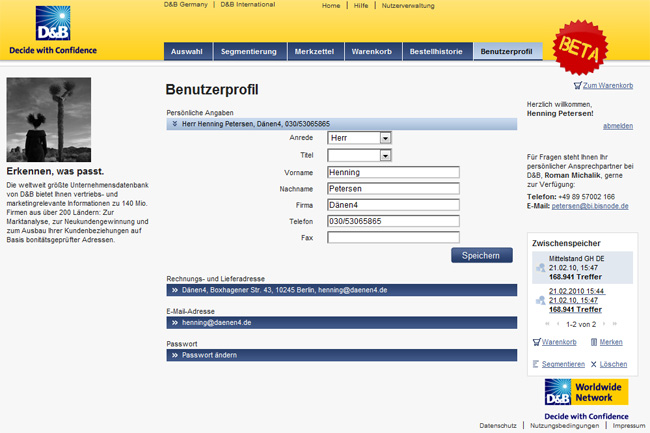 D&B Germany | D&B International
Home | Hilfe | Nutzerverwaltung
D&B
Decide with Confidence
Auswahl
Segmentierung
Merkzettel
Warenkorb
Bestellhistorie
Benutzerprofil
BETA
Erkennen, was passt.
Die weltweit größte Unternehmensdatenbank
von D&B bietet Ihnen vertriebs- und
marketingrelevante Informationen zu 140 Mio.
Firmen aus über 200 Ländern: Zur
Marktanalyse, zur Neukundengewinnung und
zum Ausbau Ihrer Kundenbeziehungen auf
Basis bonitätsgeprüfter Adressen.
Benutzerprofil
Persönliche Angaben
Herr Henning Petersen, Dänen4, 030/53065865
Anrede Herr
Titel
Vorname Henning
Nachname Petersen
Firma Dänen4
Telefon 030/53065865
Fax
Speichern
Rechnungs- und Lieferadresse
» Dänen4, Boxhagener Str. 43, 10245 Berlin, henning@daenen4.de
E-Mail-Adresse
» henning@daenen4.de
Passwort
» Passwort ändern
Zum Warenkorb
Herzlich willkommen,
Henning Petersen!
abmelden
Für Fragen steht Ihnen Ihr
persönlicher Ansprechpartner bei
D&B, Roman Michalik, gerne
zur Verfügung:
Telefon: +49 89 57002 166
E-Mail: petersen@bi.bisnode.de
Zwischenspeicher
Mittelstand GH DE
21.02.10, 15:47
168.941 Treffer
21.02.2010 15:44
21.02.10, 15:47
168.941 Treffer
« ‹ 1-2 von 2 › »
Warenkorb
Merken
Segmentieren
Löschen
D&B
Worldwide
Network
Decide with Confidence
Datenschutz | Nutzungsbedingungen | Impressum